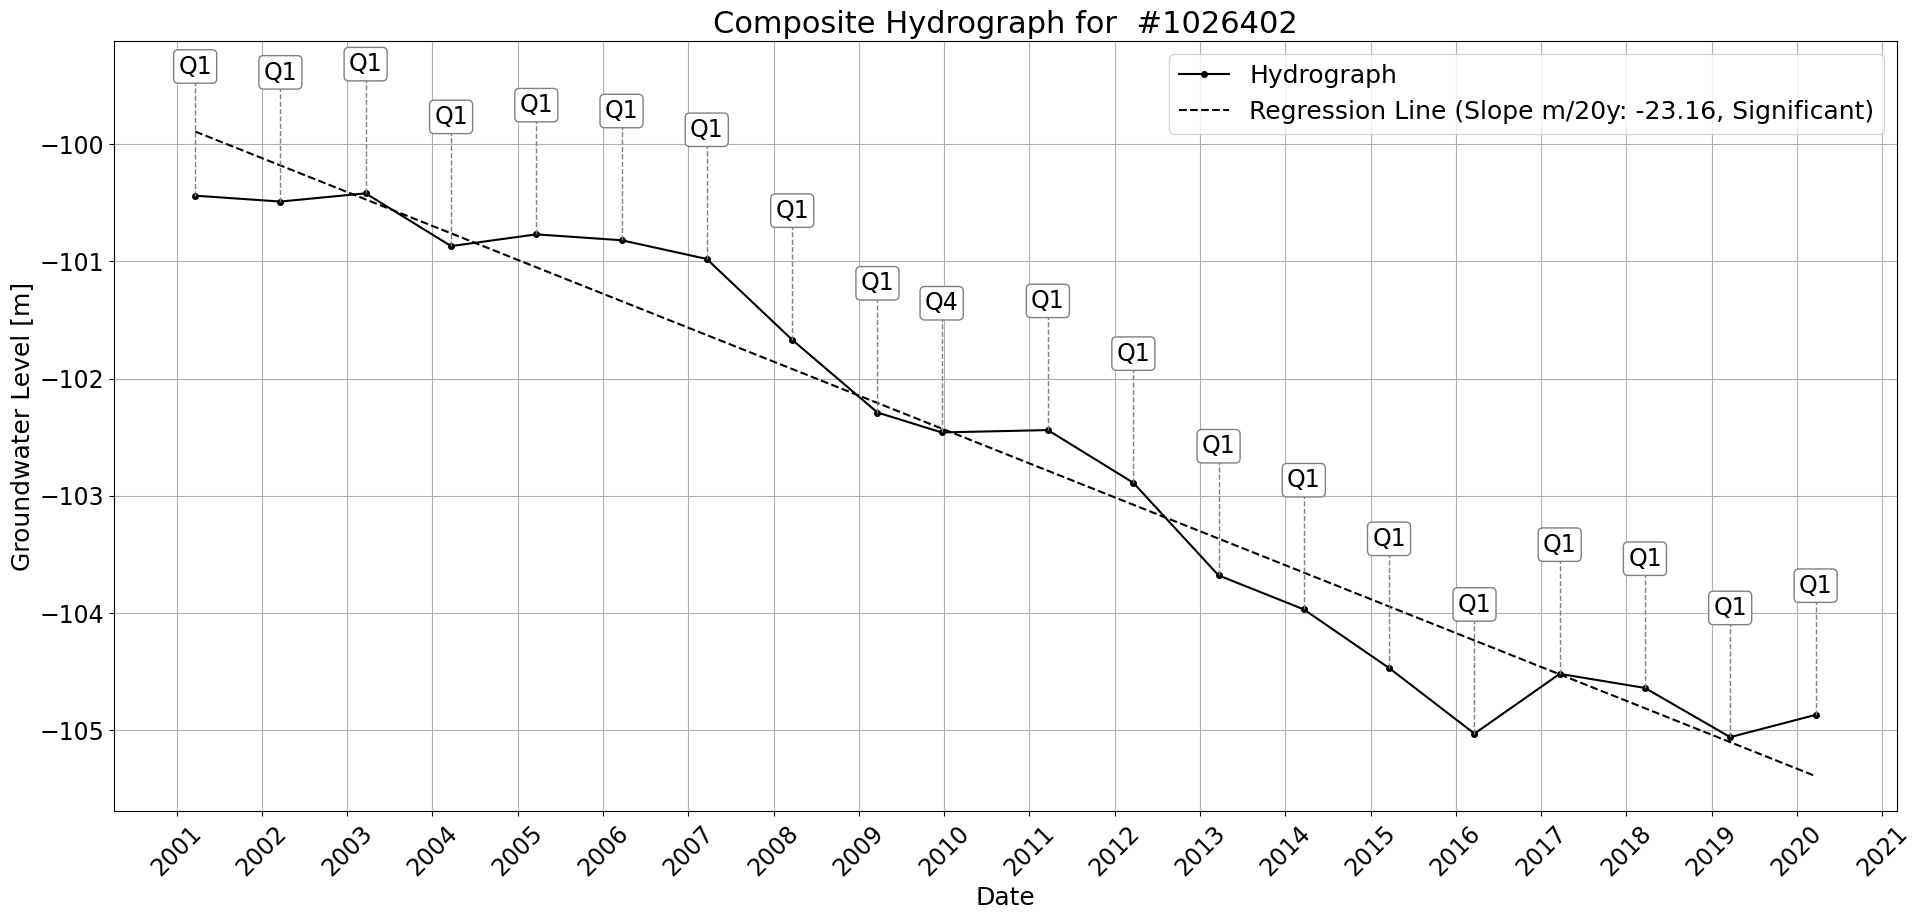 Composite Hydrograph for  #1026402
Hydrograph
Regression Line (Slope m/20y: -23.16, Significant)
Q1
Q1
Q1
Q1
Q1
Q1
Q1
Q1
Q1
Q4
Q1
Q1
Q1
Q1
Q1
Q1
Q1
Q1
Q1
Q1
Groundwater Level [m]
−100
−101
−102
−103
−104
−105
2001
2002
2003
2004
2005
2006
2007
2008
2009
2010
2011
2012
2013
2014
2015
2016
2017
2018
2019
2020
2021
Date